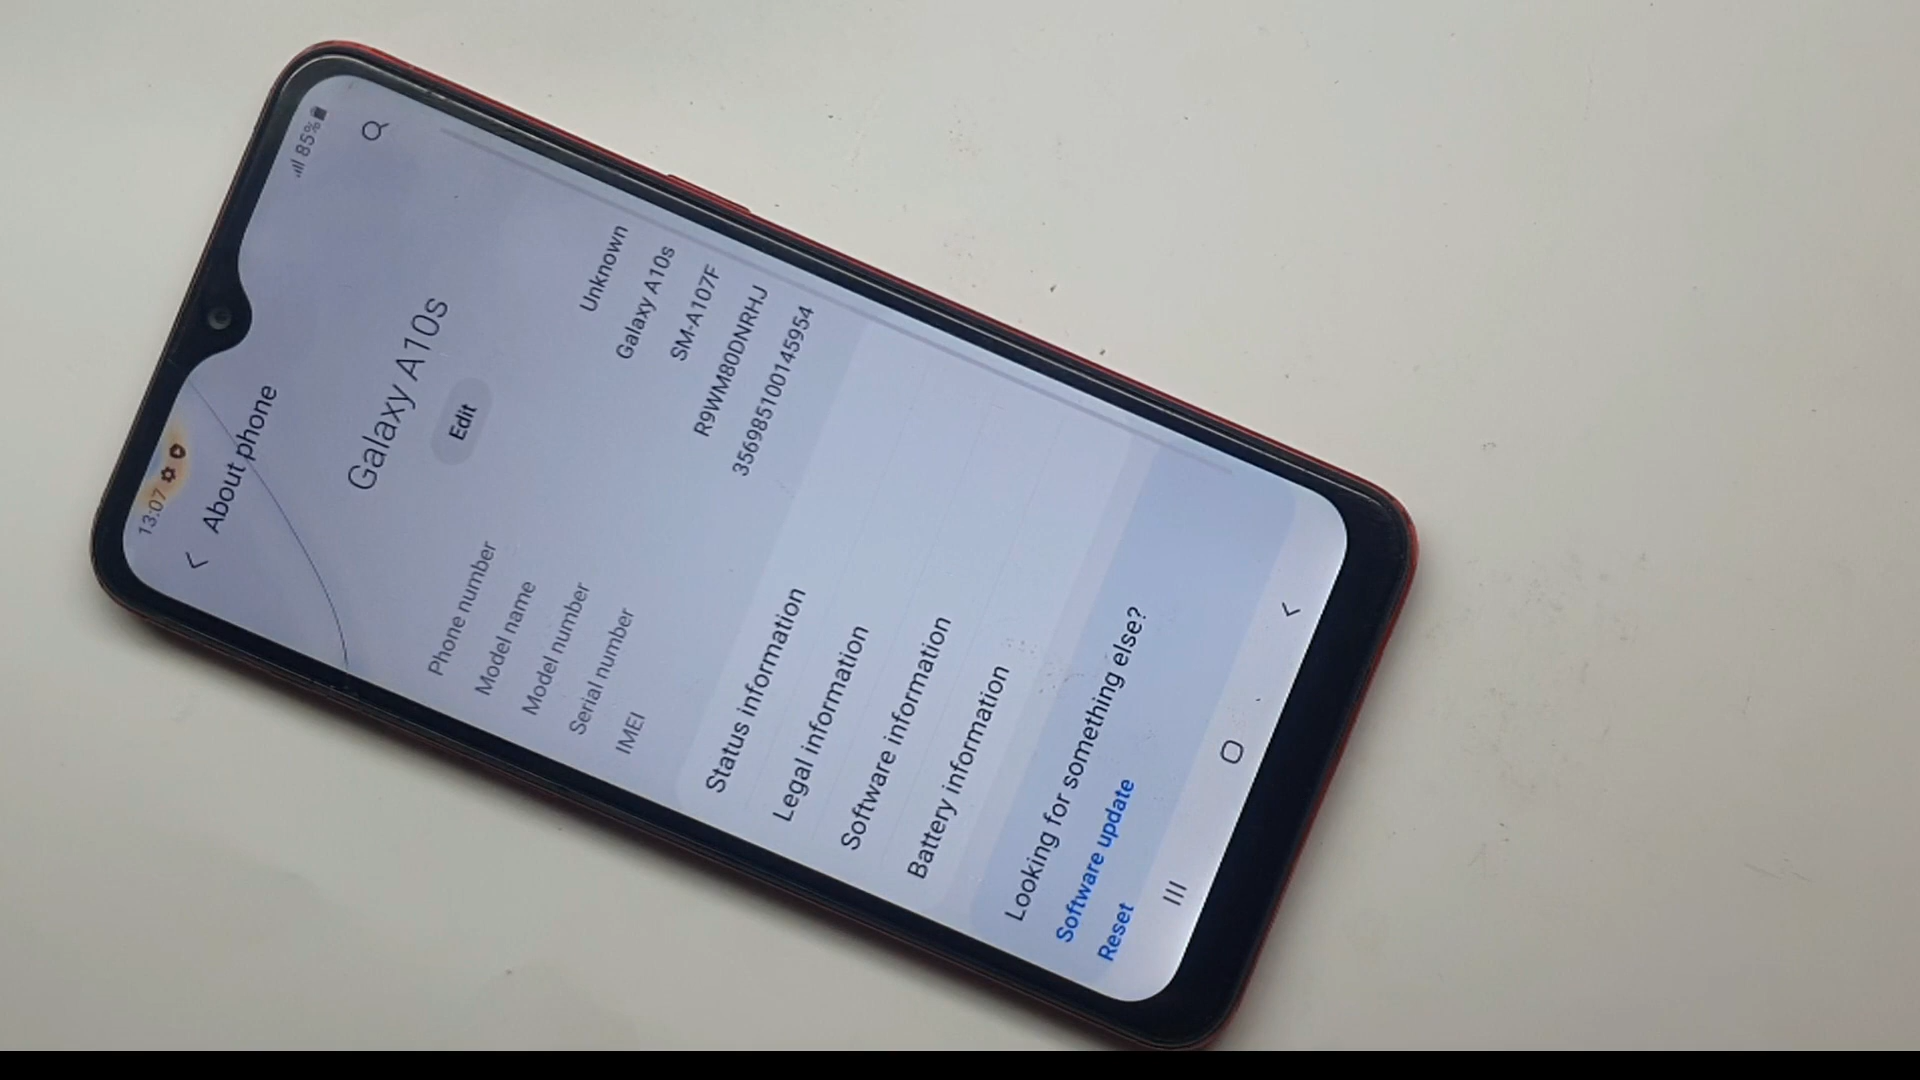 13:07
85%
About phone
Galaxy A10s
Edit
Phone number Unknown
Model name Galaxy A10s
Model number SM-A107F
Serial number R9WM80DNRHJ
IMEI 356985100145954
Status information
Legal information
Software information
Battery information
Looking for something else?
Software update
Reset